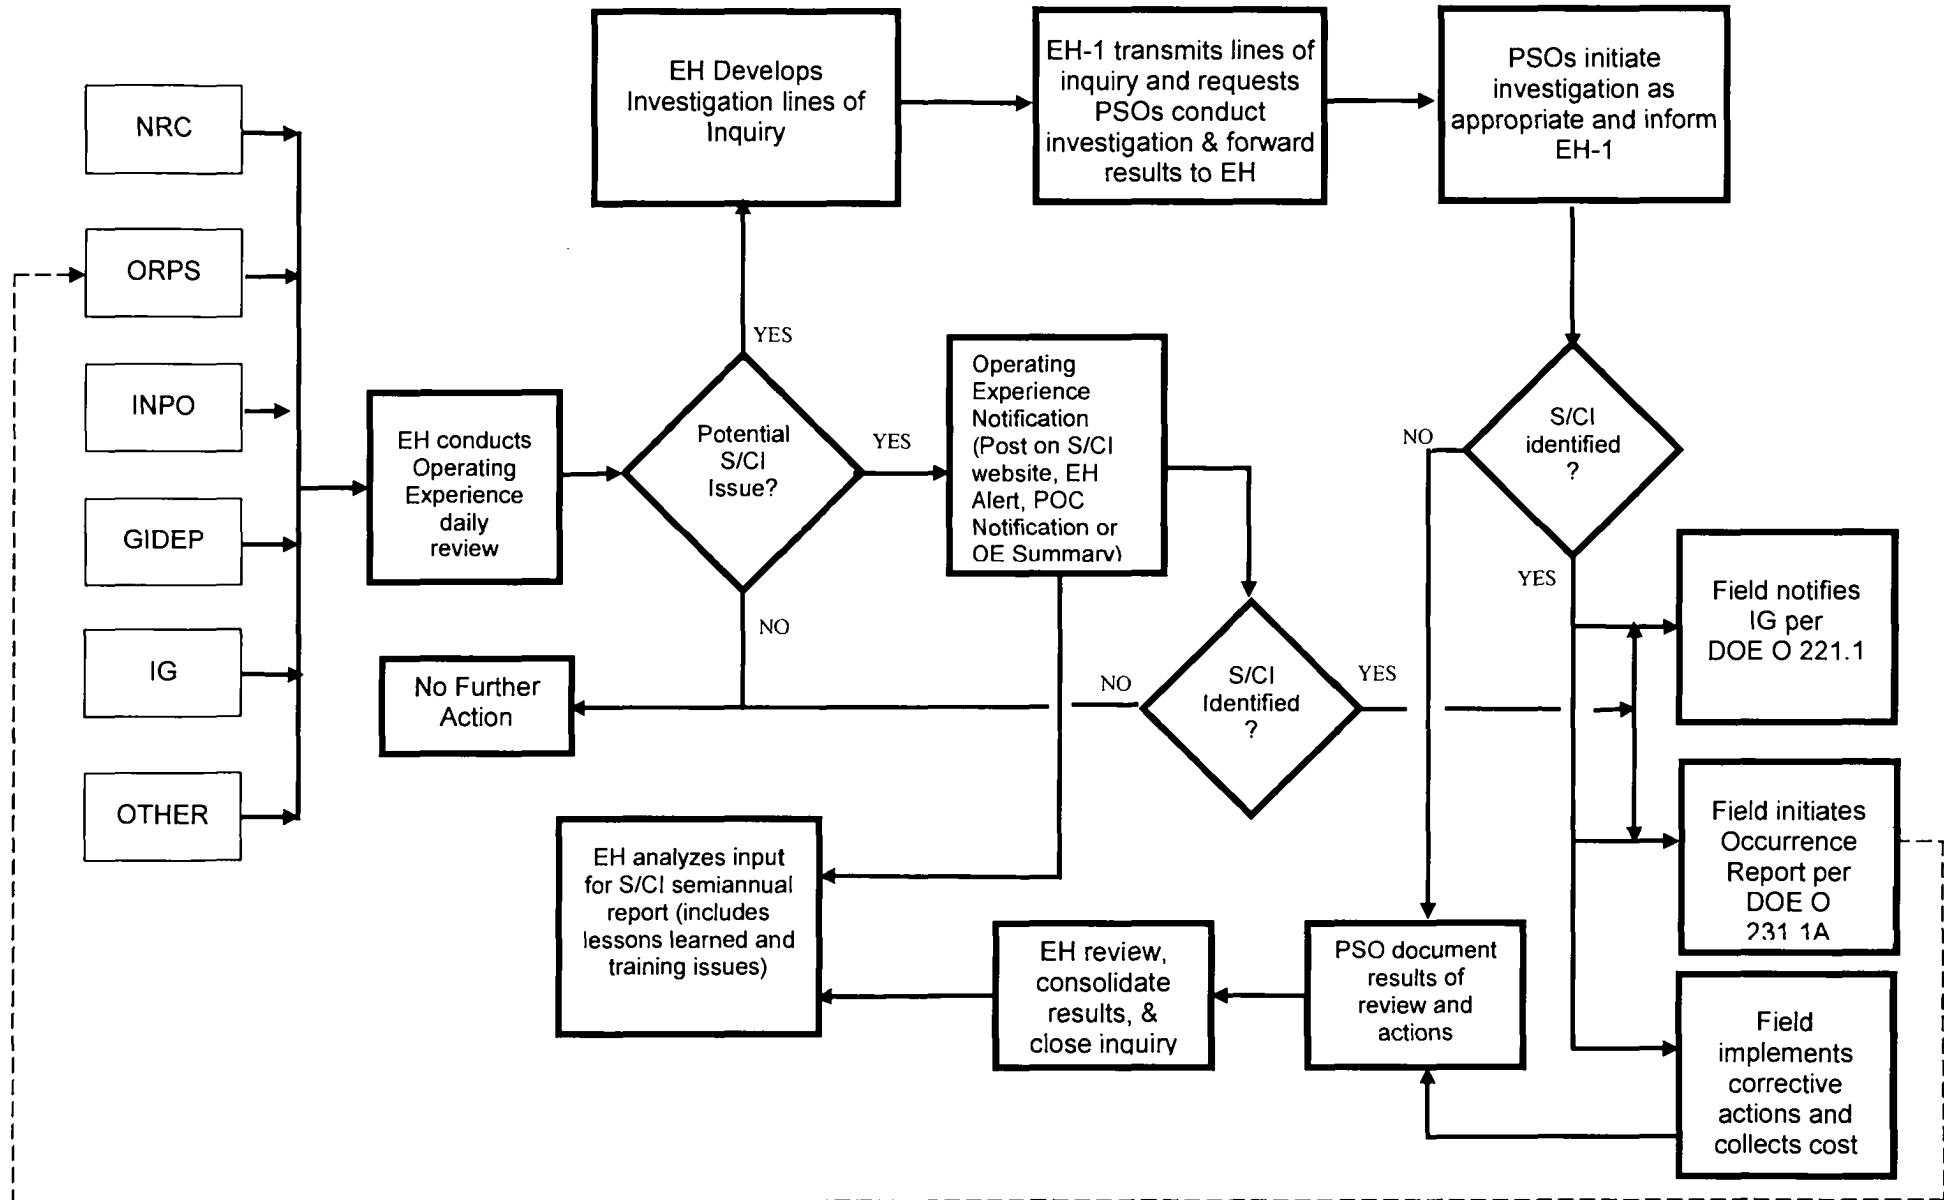 NRC
ORPS
INPO
GIDEP
IG
OTHER
EH conducts
Operating
Experience
daily
review
Potential
S/CI
Issue?
YES
YES
NO
No Further
Action
EH Develops
Investigation lines of
Inquiry
EH-1 transmits lines of
inquiry and requests
PSOs conduct
investigation & forward
results to EH
PSOs initiate
investigation as
appropriate and inform
EH-1
Operating
Experience
Notification
(Post on S/CI
website, EH
Alert, POC
Notification or
OE Summary)
S/CI
Identified
?
NO
YES
S/CI
identified
?
NO
YES
Field notifies
IG per
DOE O 221.1
Field initiates
Occurrence
Report per
DOE O
231 1A
Field
implements
corrective
actions and
collects cost
PSO document
results of
review and
actions
EH review,
consolidate
results, &
close inquiry
EH analyzes input
for S/CI semiannual
report (includes
lessons learned and
training issues)